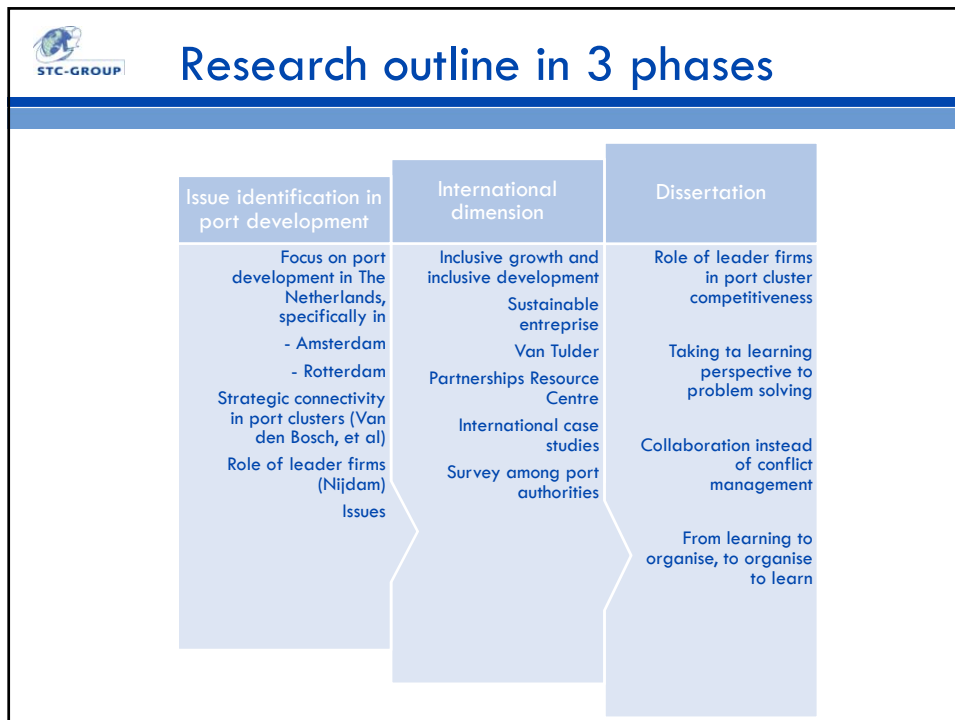 STC-GROUP
Research outline in 3 phases
Issue identification in
port development
Focus on port
development in The
Netherlands,
specifically in
- Amsterdam
- Rotterdam
Strategic connectivity
in port clusters (Van
den Bosch, et al)
Role of leader firms
(Nijdam)
Issues
International
dimension
Inclusive growth and
inclusive development
Sustainable
entreprise
Van Tulder
Partnerships Resource
Centre
International case
studies
Survey among port
authorities
Dissertation
Role of leader firms
in port cluster
competitiveness
Taking ta learning
perspective to
problem solving
Collaboration instead
of conflict
management
From learning to
organise, to organise
to learn